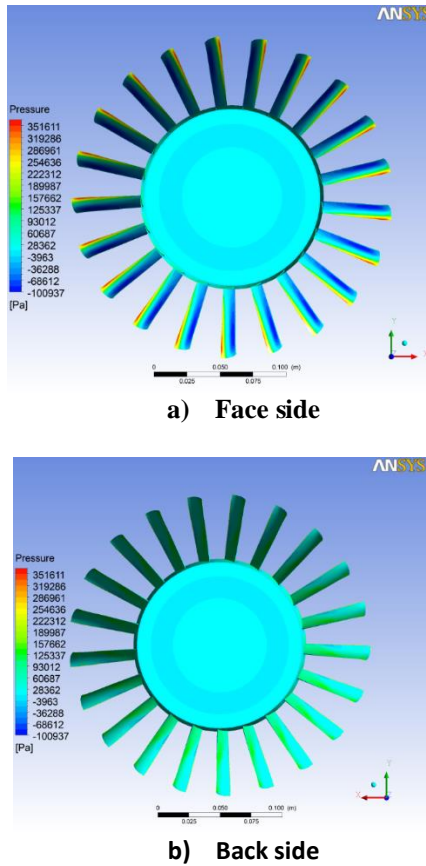 ANSYS
Pressure
351611
319286
286961
254636
222312
189987
157662
125337
93012
60687
28362
-3963
-36288
-68612
-100937
[Pa]
0 0.050 0.100 (m)
0.025 0.075
Y
X
a) Face side
ANSYS
Pressure
351611
319286
286961
254636
222312
189987
157662
125337
93012
60687
28362
-3963
-36288
-68612
-100937
[Pa]
Y
X
0 0.050 0.100 (m)
0.025 0.075
b) Back side